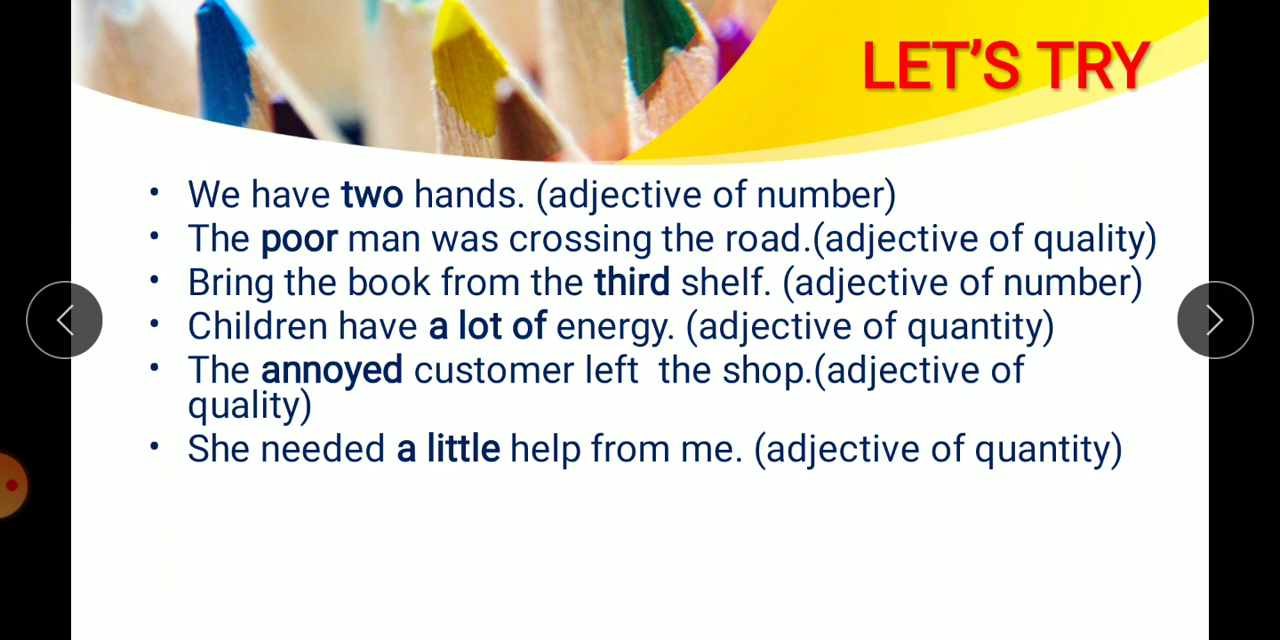 LET’S TRY
• We have two hands. (adjective of number)
• The poor man was crossing the road.(adjective of quality)
• Bring the book from the third shelf. (adjective of number)
• Children have a lot of energy. (adjective of quantity)
• The annoyed customer left  the shop.(adjective of
quality)
• She needed a little help from me. (adjective of quantity)